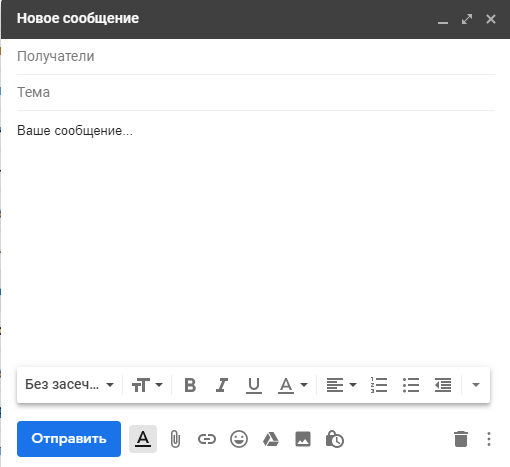 Новое сообщение
Получатели
Тема
Ваше сообщение...
Без засеч...
Отправить